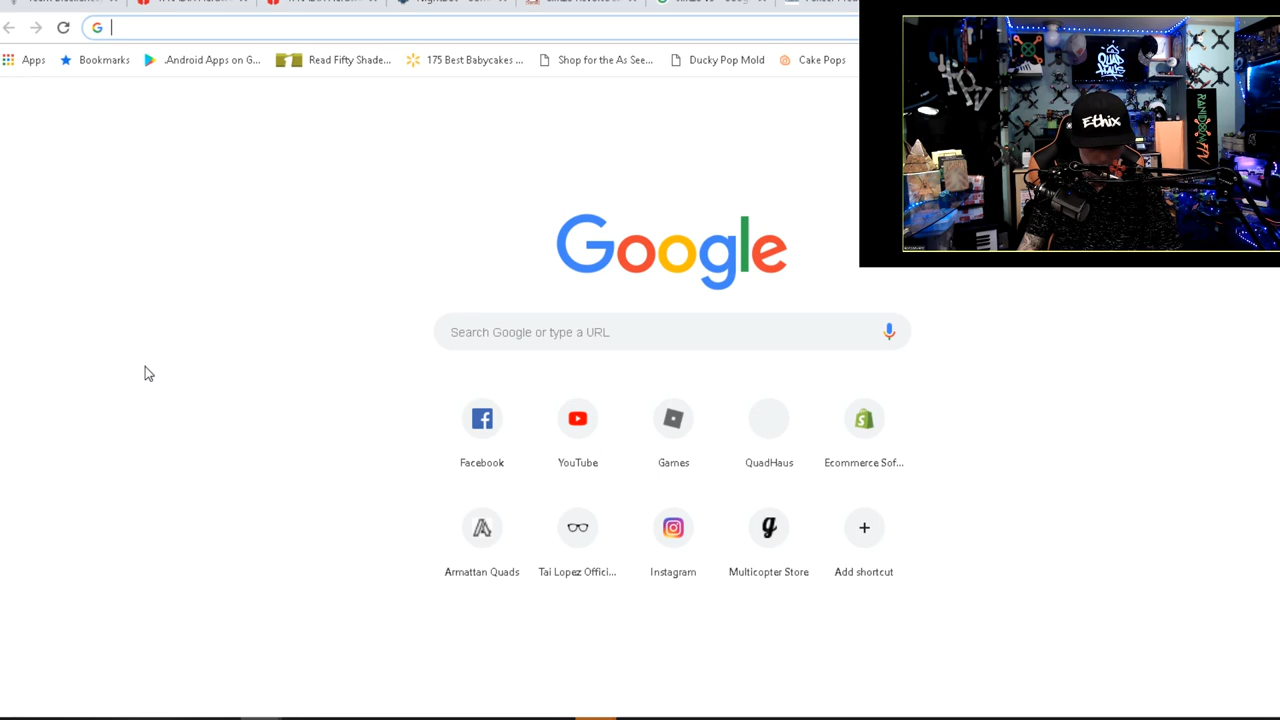 Apps
Bookmarks
Android Apps on G...
Read Fifty Shade...
175 Best Babycakes ...
Shop for the As See...
Ducky Pop Mold
Cake Pops
QUAD
HAUS
Ethix
Google
Search Google or type a URL
Facebook
YouTube
Games
QuadHaus
Ecommerce Sof...
Armattan Quads
Tai Lopez Offici...
Instagram
Multicopter Store
Add shortcut